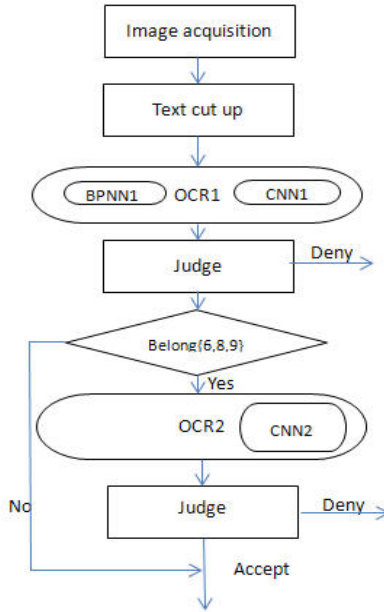 Image acquisition
Text cut up
BPNN1 OCR1 CNN1
Judge Deny
Belong{6,8,9}
Yes
OCR2 CNN2
No Judge Deny
Accept